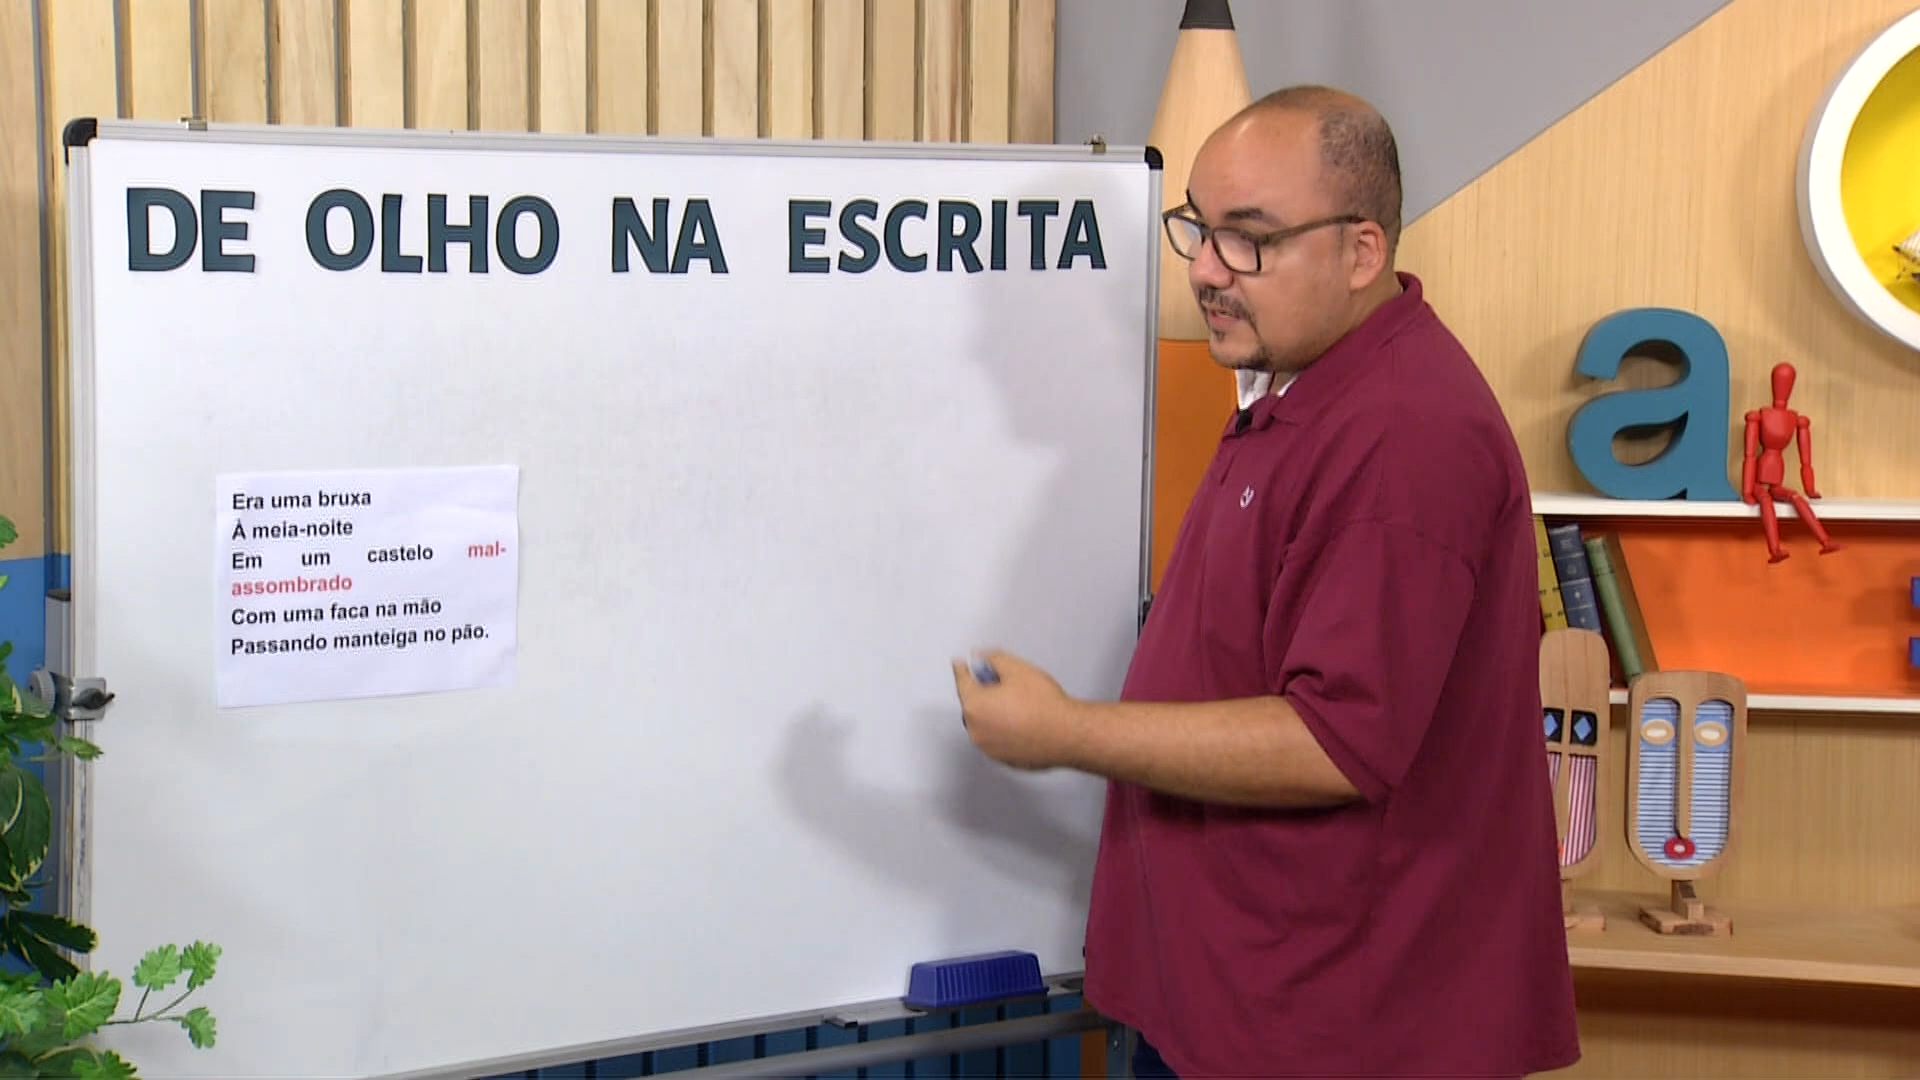 DE OLHO NA ESCRITA
Era uma bruxa
À meia-noite
Em um castelo mal-
assombrado
Com uma faca na mão
Passando manteiga no pão.
a